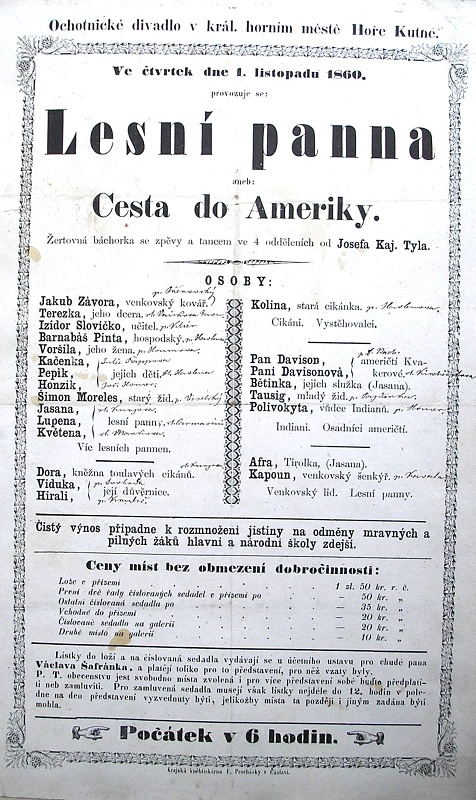 Ochotnické divadlo v král. horním městě Hoře Kutné.
Ve čtvrtek dne 1. listopadu 1860.
provozuje se:
Lesní panna
aneb:
Cesta do Ameriky.
Žertovná báchorka se zpěvy a tancem ve 4 odděleních od Josefa Kaj. Tyla.
OSOBY:
Jakub Závora, venkovský kovář.
Terezka, jeho dcera.
Izidor Slovíčko, učitel.
Barnabáš Pinta, hospodský.
Voršila, jeho žena.
Kačenka,
Pepík, jejich děti.
Honzík,
Šimon Moreles, starý žid.
Jasana,
Lupena, lesní panny.
Květena,
Víc lesních pannen.
Dora, kněžna toulavých cikánů.
Viduka,
její důvěrnice.
Hirali,
Kolina, stará cikánka.
Cikáni. Vystěhovalci.
Pan Davison, američtí Kva-
Paní Davisonová, kerové.
Bětinka, jejich služka (Jasana).
Tausig, mladý žid.
Polivokyta, vůdce Indianů.
Indiani. Osadníci američtí.
Afra, Tirolka, (Jasana).
Kapoun, venkovský šenkýř.
Venkovský lid. Lesní panny.
Čistý výnos připadne k rozmnožení jistiny na odměny mravných a
pilných žáků hlavní a národní školy zdejší.
Ceny míst bez obmezení dobročinnosti:
Lože v přízemí . . . 1 zl. 50 kr. r. č.
První dvě řady číslovaných sedadel v přízemí po . . . — 50 kr. „
Ostatní číslovaná sedadla po . . . — 35 kr. „
Vchodné do přízemí . . . — 20 kr. „
Číslované sedadlo na galerii . . . — 20 kr. „
Druhé místo na galerii . . . 10 kr. „
Lístky do loží a na číslovaná sedadla vydávají se u účetního ustavu pro chudé pana
Václava Šafránka, a platějí toliko pro to představení, pro něž vzaty byly.
P. T. obecenstvu jest svobodno místa zvolená i pro více představení sobě buďto předplati-
ti neb zamluviti. Pro zamluvená sedadla musejí však lístky nejdéle do 12. hodin v poled-
dne na den představení vyzvednuty býti, jelikožby místa ta později i jiným zadána býti
mohla.
Počátek v 6 hodin.
Krajská knihtiskárna F. Procházky v Čáslavi.